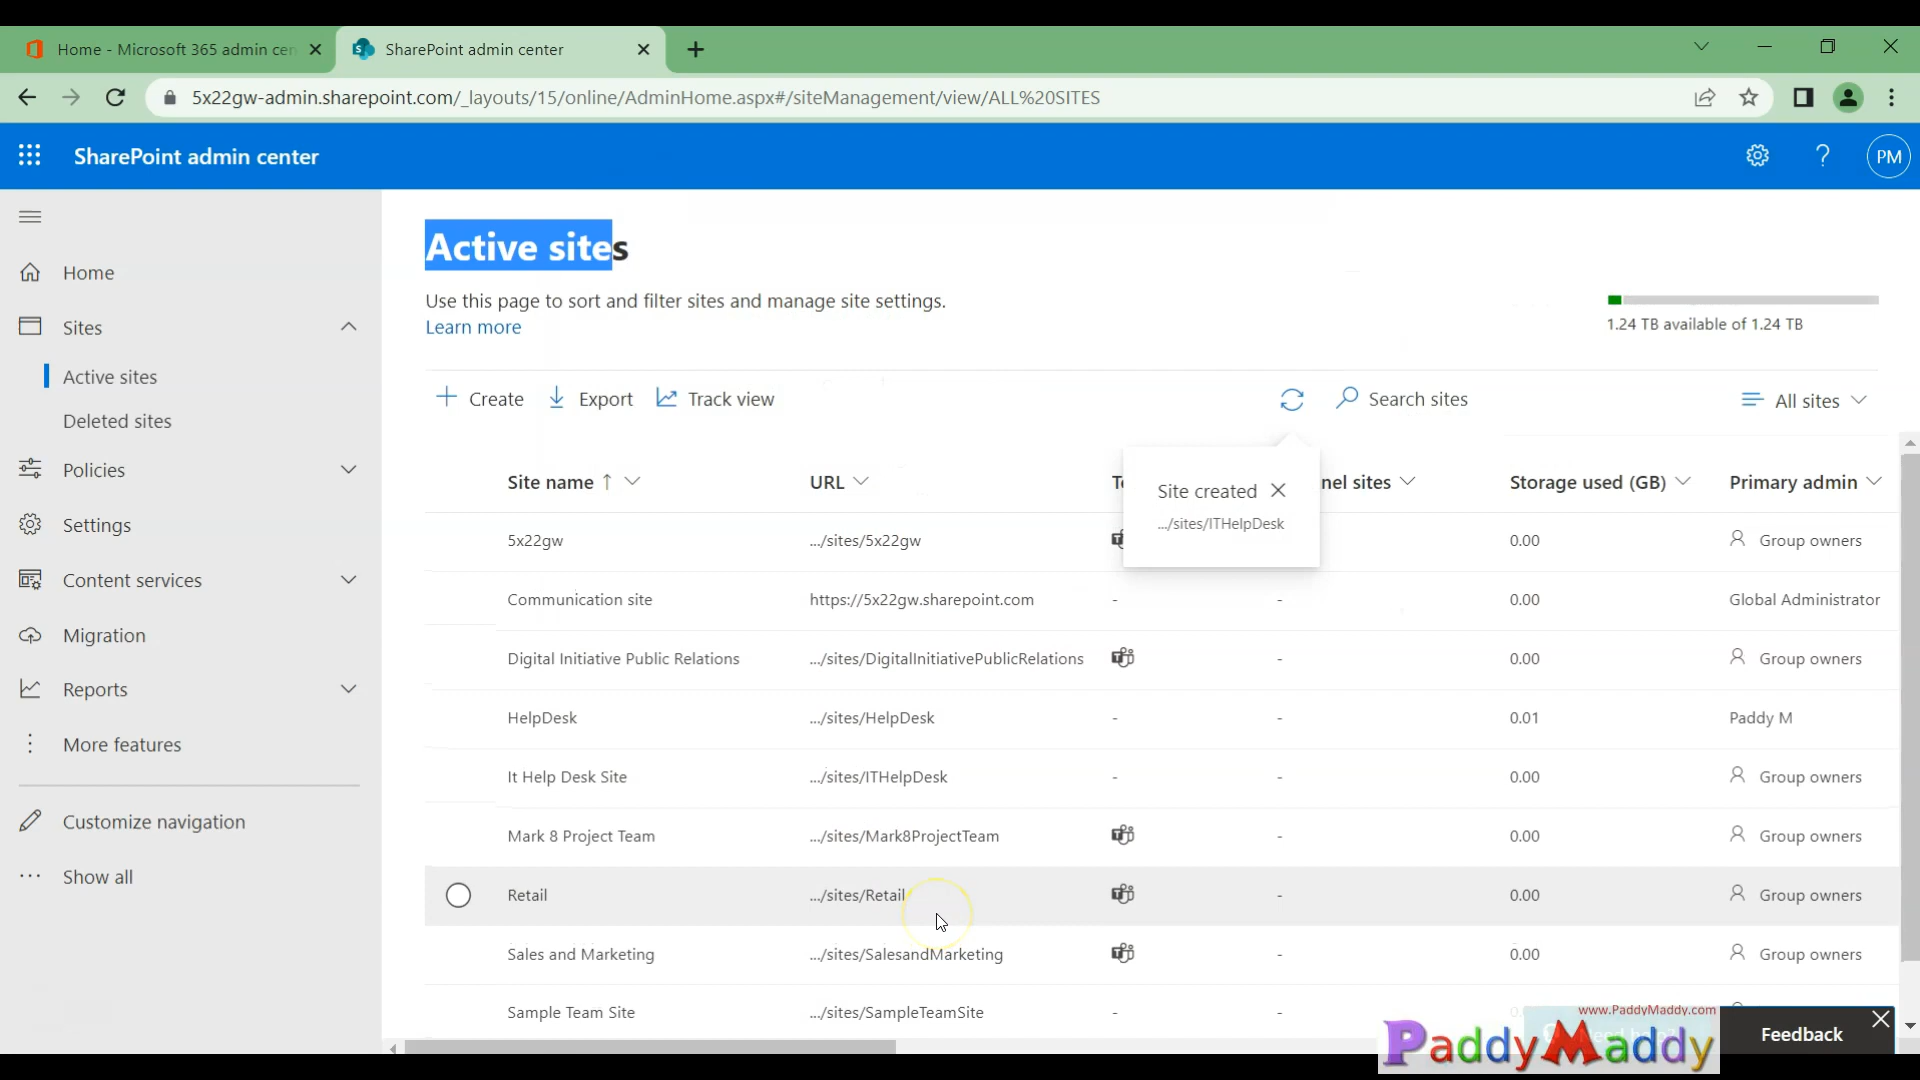 Home - Microsoft 365 admin cen
SharePoint admin center
5x22gw-admin.sharepoint.com/_layouts/15/online/AdminHome.aspx#/siteManagement/view/ALL%20SITES
SharePoint admin center
PM
Home
Sites
Active sites
Deleted sites
Policies
Settings
Content services
Migration
Reports
More features
Customize navigation
Show all
Active sites
Use this page to sort and filter sites and manage site settings.
Learn more
1.24 TB available of 1.24 TB
Create Export Track view Search sites All sites
Site name URL Te nel sites Storage used (GB) Primary admin
Site created
.../sites/ITHelpDesk
5x22gw .../sites/5x22gw 0.00 Group owners
Communication site https://5x22gw.sharepoint.com - - 0.00 Global Administrator
Digital Initiative Public Relations .../sites/DigitalInitiativePublicRelations - 0.00 Group owners
HelpDesk .../sites/HelpDesk - - 0.01 Paddy M
It Help Desk Site .../sites/ITHelpDesk - - 0.00 Group owners
Mark 8 Project Team .../sites/Mark8ProjectTeam - 0.00 Group owners
Retail .../sites/Retail - 0.00 Group owners
Sales and Marketing .../sites/SalesandMarketing - 0.00 Group owners
Sample Team Site .../sites/SampleTeamSite - -
www.PaddyMaddy.com
PaddyMaddy
Feedback